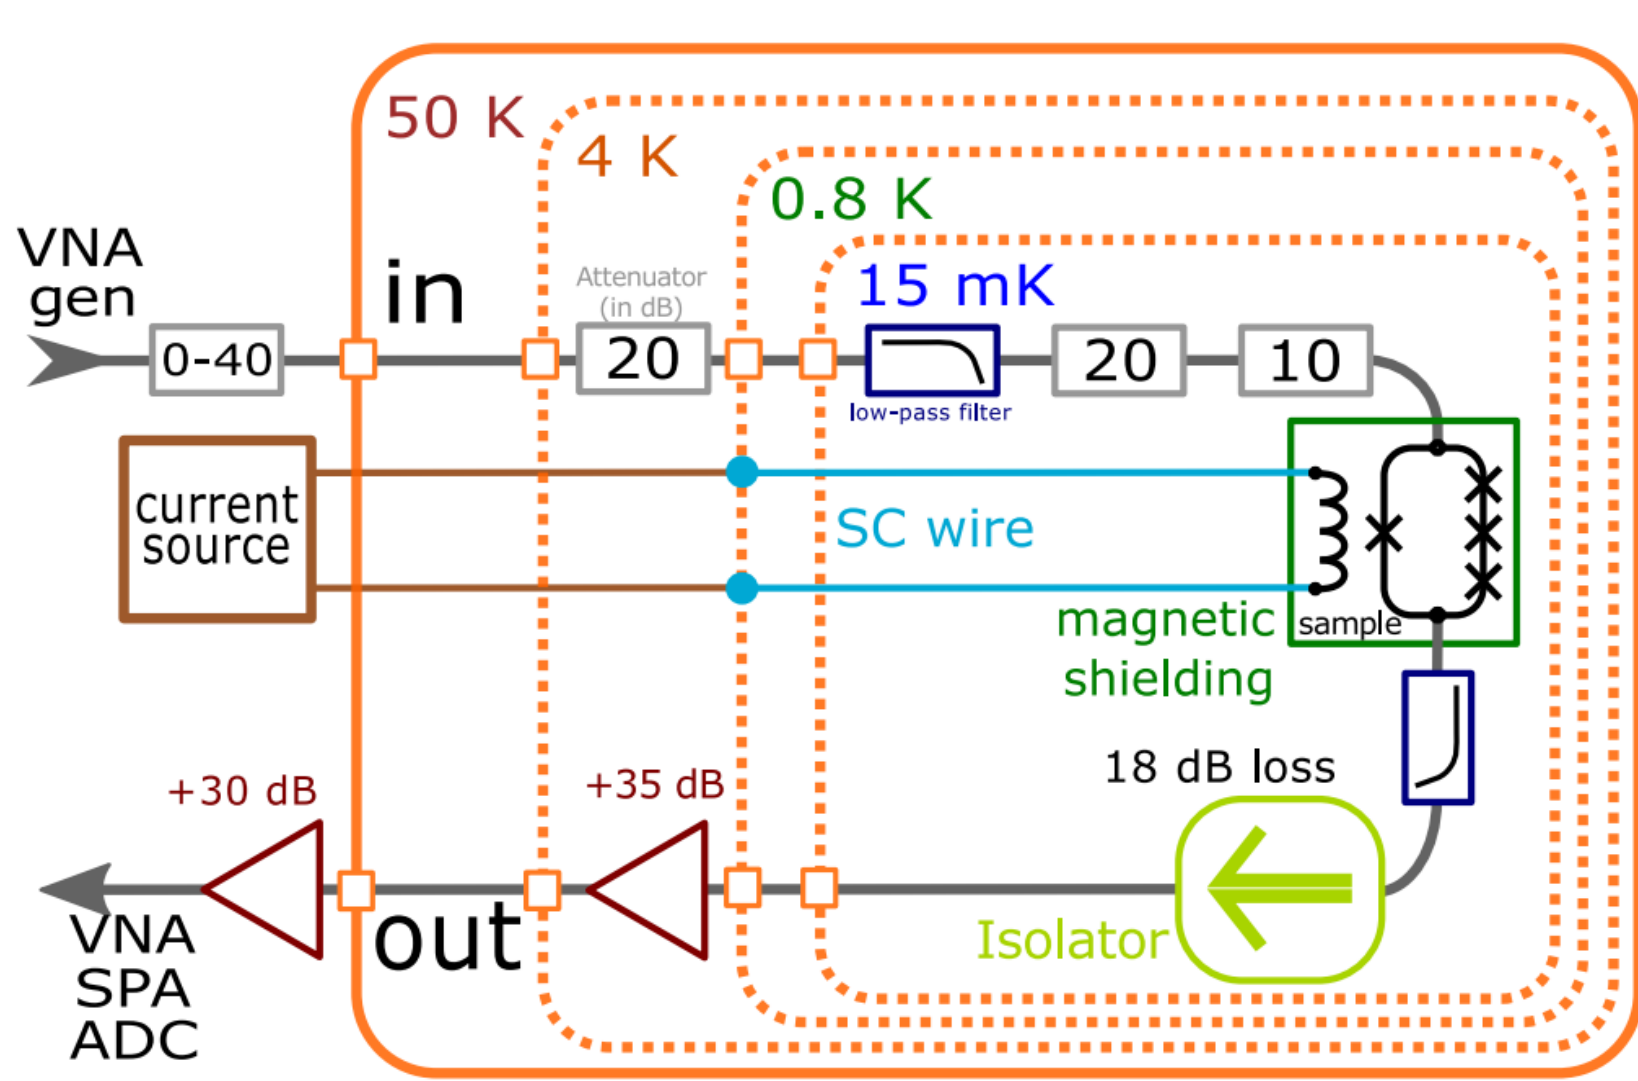 50 K
4 K
0.8 K
15 mK
VNA
gen
in
Attenuator
(in dB)
0-40
20
low-pass filter
20
10
current
source
SC wire
sample
magnetic
shielding
18 dB loss
+30 dB
+35 dB
Isolator
out
VNA
SPA
ADC